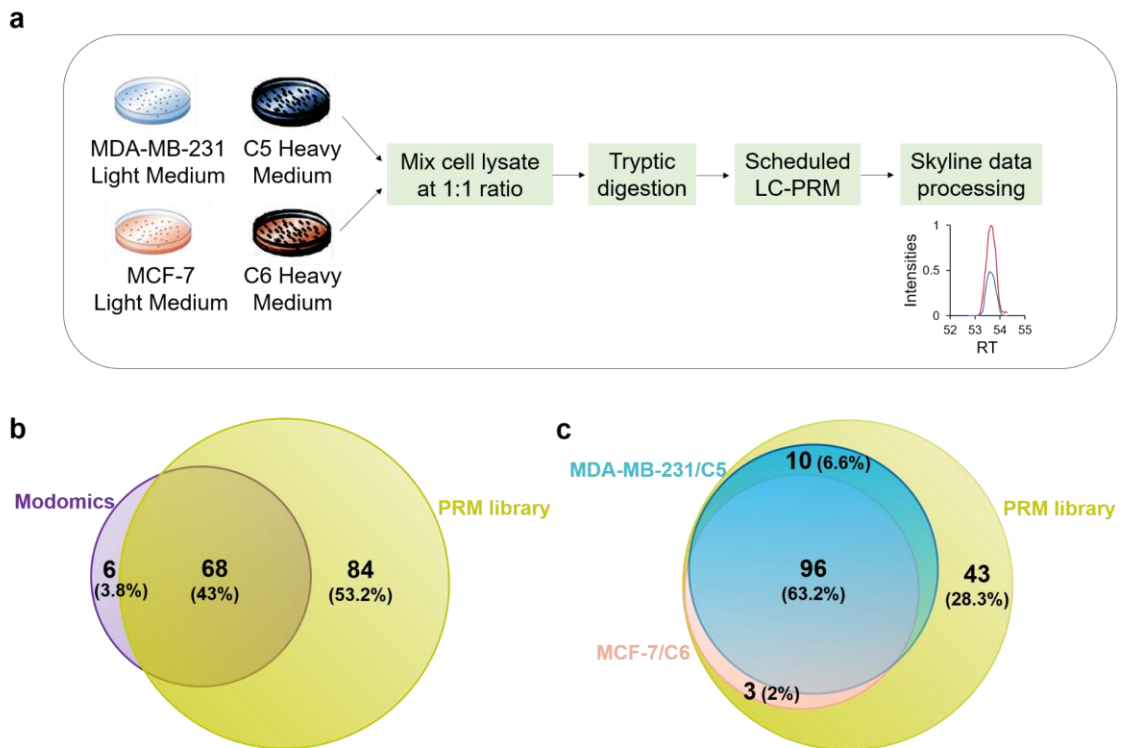 a
MDA-MB-231
Light Medium
C5 Heavy
Medium
MCF-7
Light Medium
C6 Heavy
Medium
Mix cell lysate
at 1:1 ratio
Tryptic
digestion
Scheduled
LC-PRM
Skyline data
processing
Intensities
1
0.5
0
52 53 54 55
RT
b
Modomics
PRM library
6
(3.8%)
68
(43%)
84
(53.2%)
c
MDA-MB-231/C5
10 (6.6%)
PRM library
96
(63.2%)
43
(28.3%)
MCF-7/C6
3 (2%)